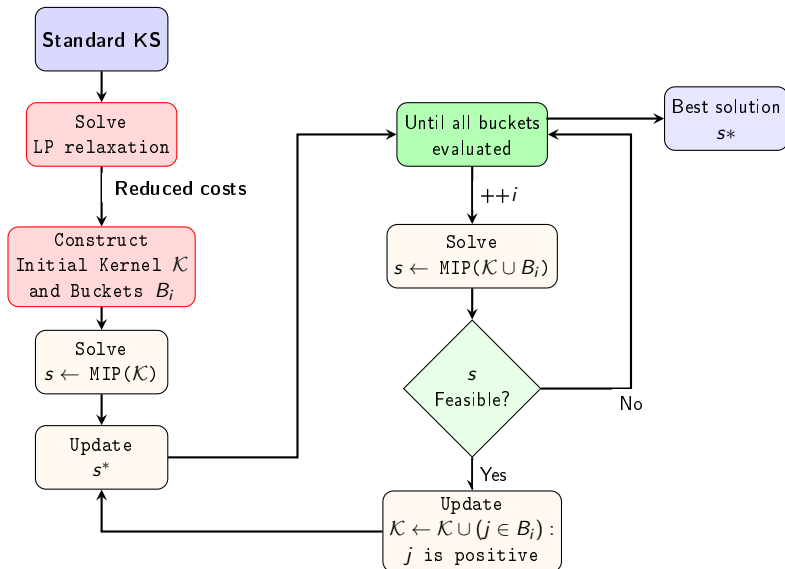 Standard KS
Solve
LP relaxation
Reduced costs
Construct
Initial Kernel 𝒦
and Buckets B_i
Solve
s ← MIP(𝒦)
Update
s*
Until all buckets
evaluated
++i
Solve
s ← MIP(𝒦 ∪ B_i)
s
Feasible?
No
Yes
Update
𝒦 ← 𝒦 ∪ (j ∈ B_i) :
j is positive
Best solution
s*